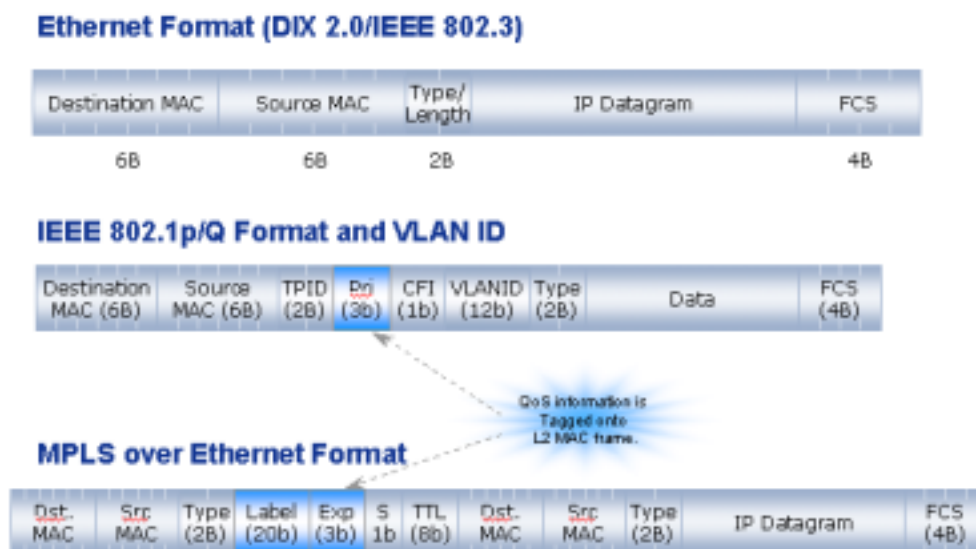 Ethernet Format (DIX 2.0/IEEE 802.3)
Destination MAC Source MAC Type/ Length IP Datagram FCS
6B 6B 2B 4B
IEEE 802.1p/Q Format and VLAN ID
Destination MAC (6B) Source MAC (6B) TPID (2B) Pri (3b) CFI (1b) VLANID (12b) Type (2B) Data FCS (4B)
QoS information is
Tagged onto
L2 MAC frame.
MPLS over Ethernet Format
Dst. MAC Src MAC Type (2B) Label (20b) Exp (3b) S 1b TTL (8b) Dst. MAC Src MAC Type (2B) IP Datagram FCS (4B)